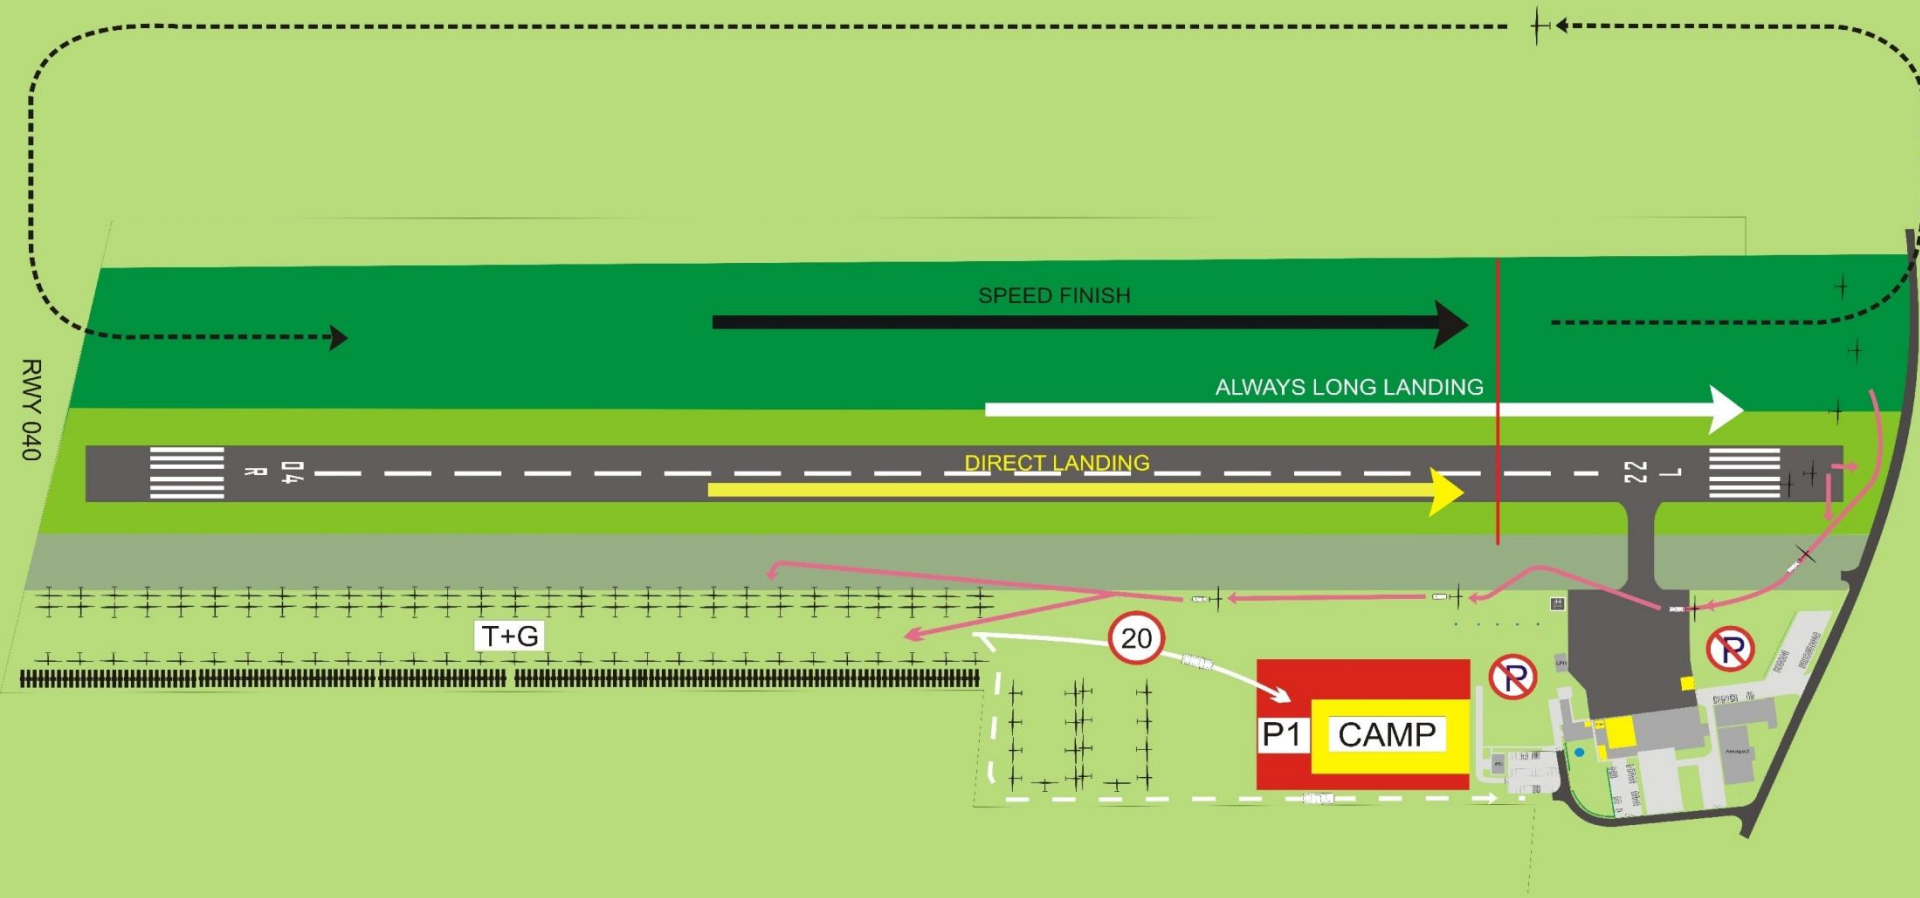 SPEED FINISH
ALWAYS LONG LANDING
RWY 040
04
R
DIRECT LANDING
22
L
T+G
20
P
P
P1
CAMP